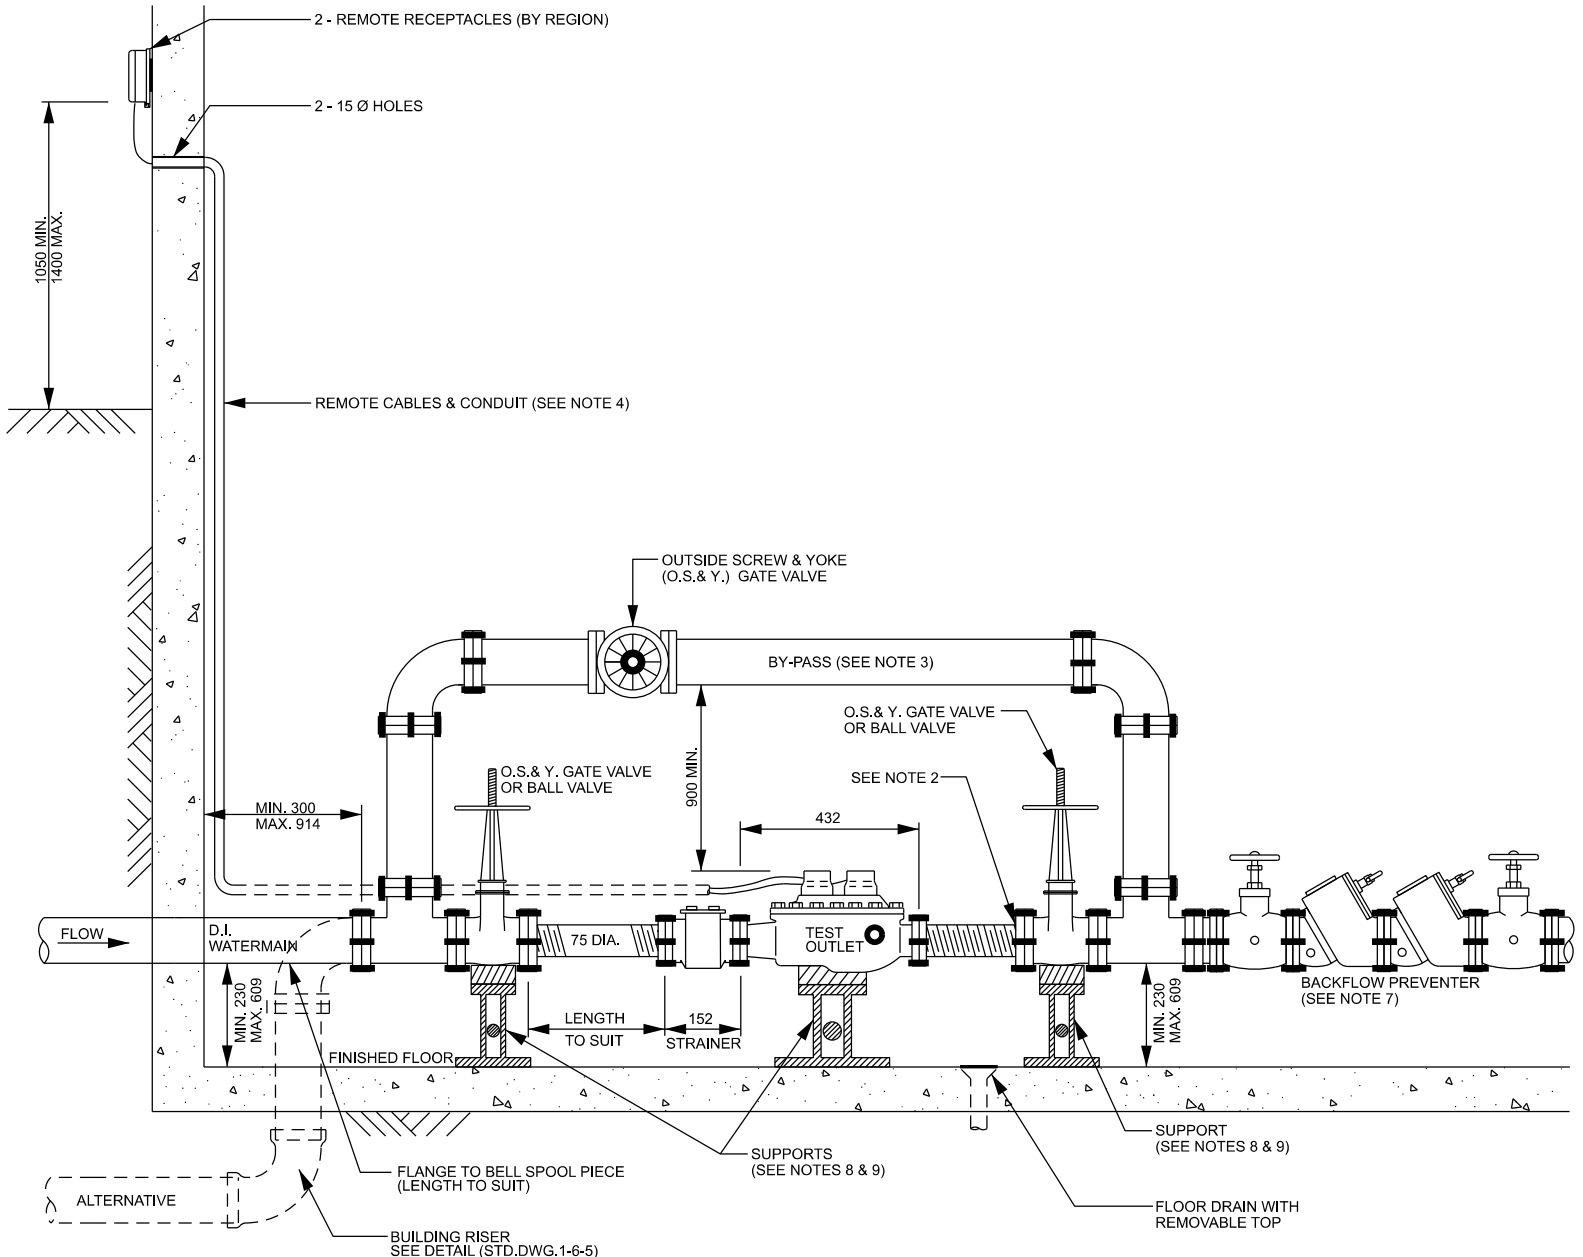 2 - REMOTE RECEPTACLES (BY REGION)
2 - 15 Ø HOLES
1050 MIN.
1400 MAX.
REMOTE CABLES & CONDUIT (SEE NOTE 4)
OUTSIDE SCREW & YOKE
(O.S.& Y.) GATE VALVE
BY-PASS (SEE NOTE 3)
O.S.& Y. GATE VALVE
OR BALL VALVE
900 MIN.
O.S.& Y. GATE VALVE
OR BALL VALVE
SEE NOTE 2
MIN. 300
MAX. 914
432
FLOW
D.I.
WATERMAIN
75 DIA.
TEST
OUTLET
BACKFLOW PREVENTER
(SEE NOTE 7)
MIN. 230
MAX. 609
LENGTH
TO SUIT
152
STRAINER
MIN. 230
MAX. 609
FINISHED FLOOR
SUPPORTS
(SEE NOTES 8 & 9)
SUPPORT
(SEE NOTES 8 & 9)
FLANGE TO BELL SPOOL PIECE
(LENGTH TO SUIT)
ALTERNATIVE
FLOOR DRAIN WITH
REMOVABLE TOP
BUILDING RISER
SEE DETAIL (STD.DWG.1-6-5)